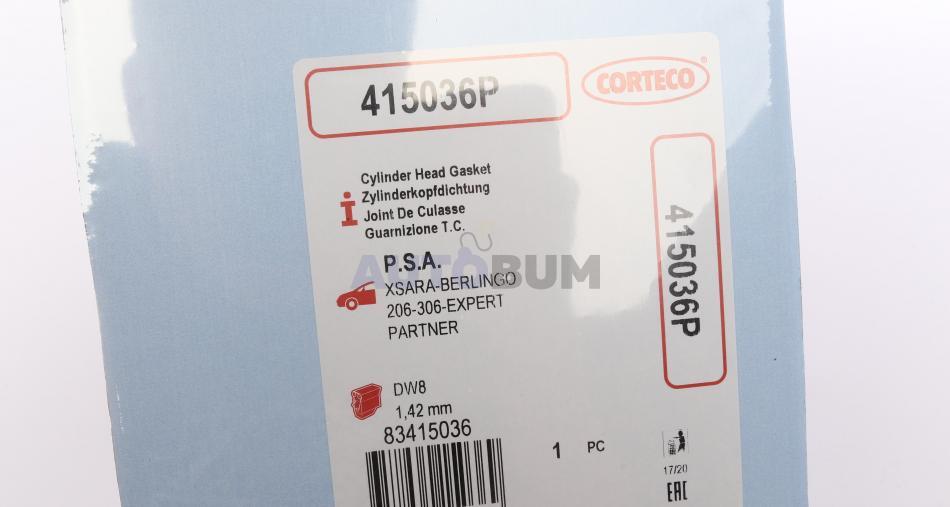 415036P
CORTECO
Cylinder Head Gasket
Zylinderkopfdichtung
Joint De Culasse
Guarnizione T.C.
P.S.A.
AUTOBUM
XSARA-BERLINGO
206-306-EXPERT
PARTNER
415036P
DW8
1,42 mm
83415036
1 PC
17/20
EAC